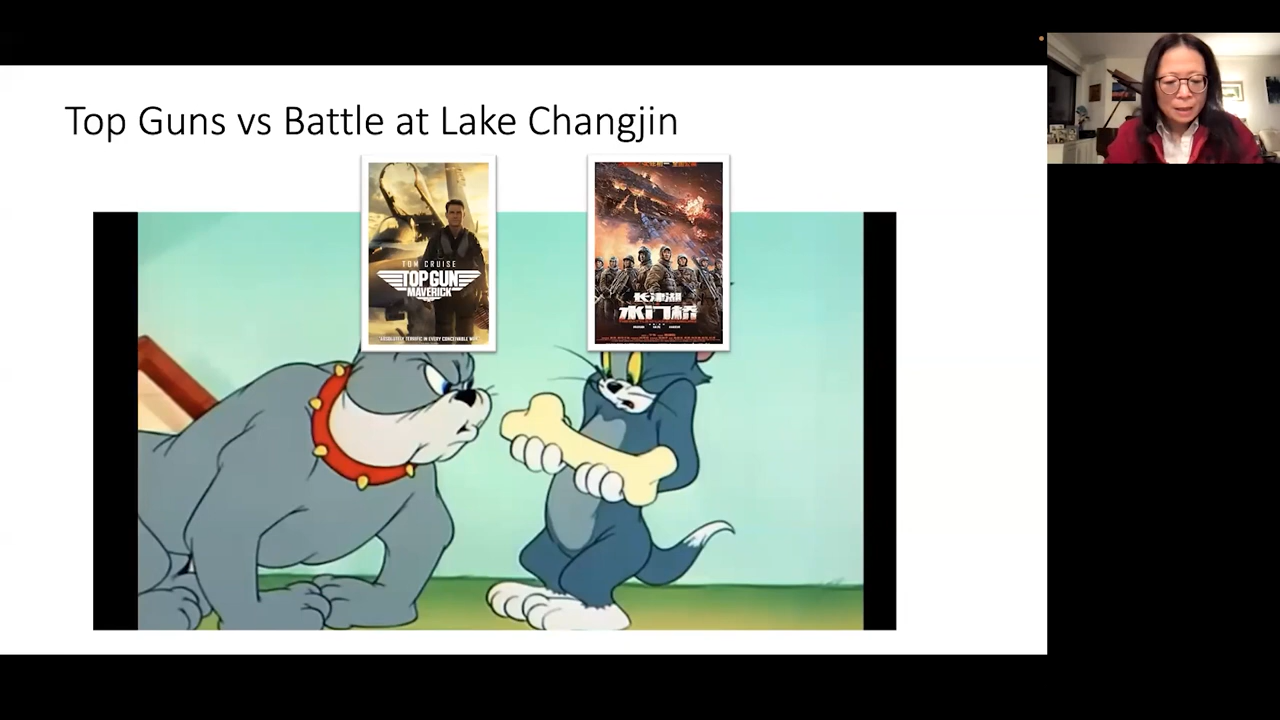 Top Guns vs Battle at Lake Changjin
TOM CRUISE
TOP GUN
MAVERICK
长津湖
水门桥